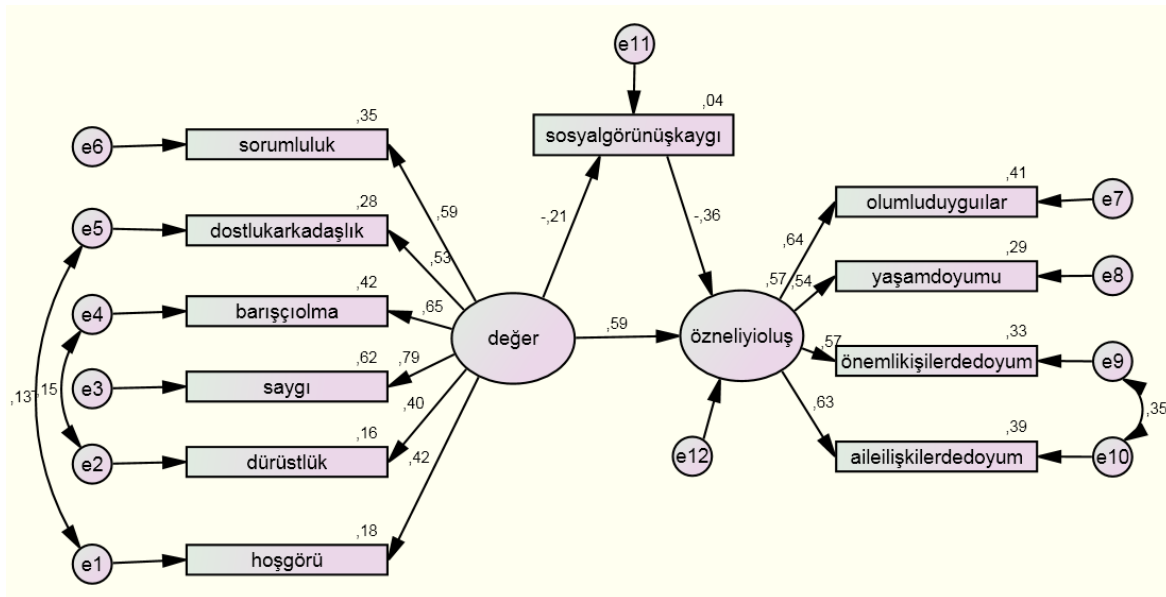 e11
,04
sosyalgörünüşkaygı
e6
,35
sorumluluk
,59
e5
,28
dostlukarkadaşlık
,53
e4
,42
barışçıolma
,65
e3
,62
saygı
,79
e2
,16
dürüstlük
,40
e1
,18
hoşgörü
,42
,13
,15
değer
-,21
-,36
,59
,57
özneliyioluş
e12
,64
,41
olumluduyguılar
e7
,54
,29
yaşamdoyumu
e8
,57
,33
önemlikişilerdedoyum
e9
,63
,39
aileilişkilerdedoyum
e10
,35